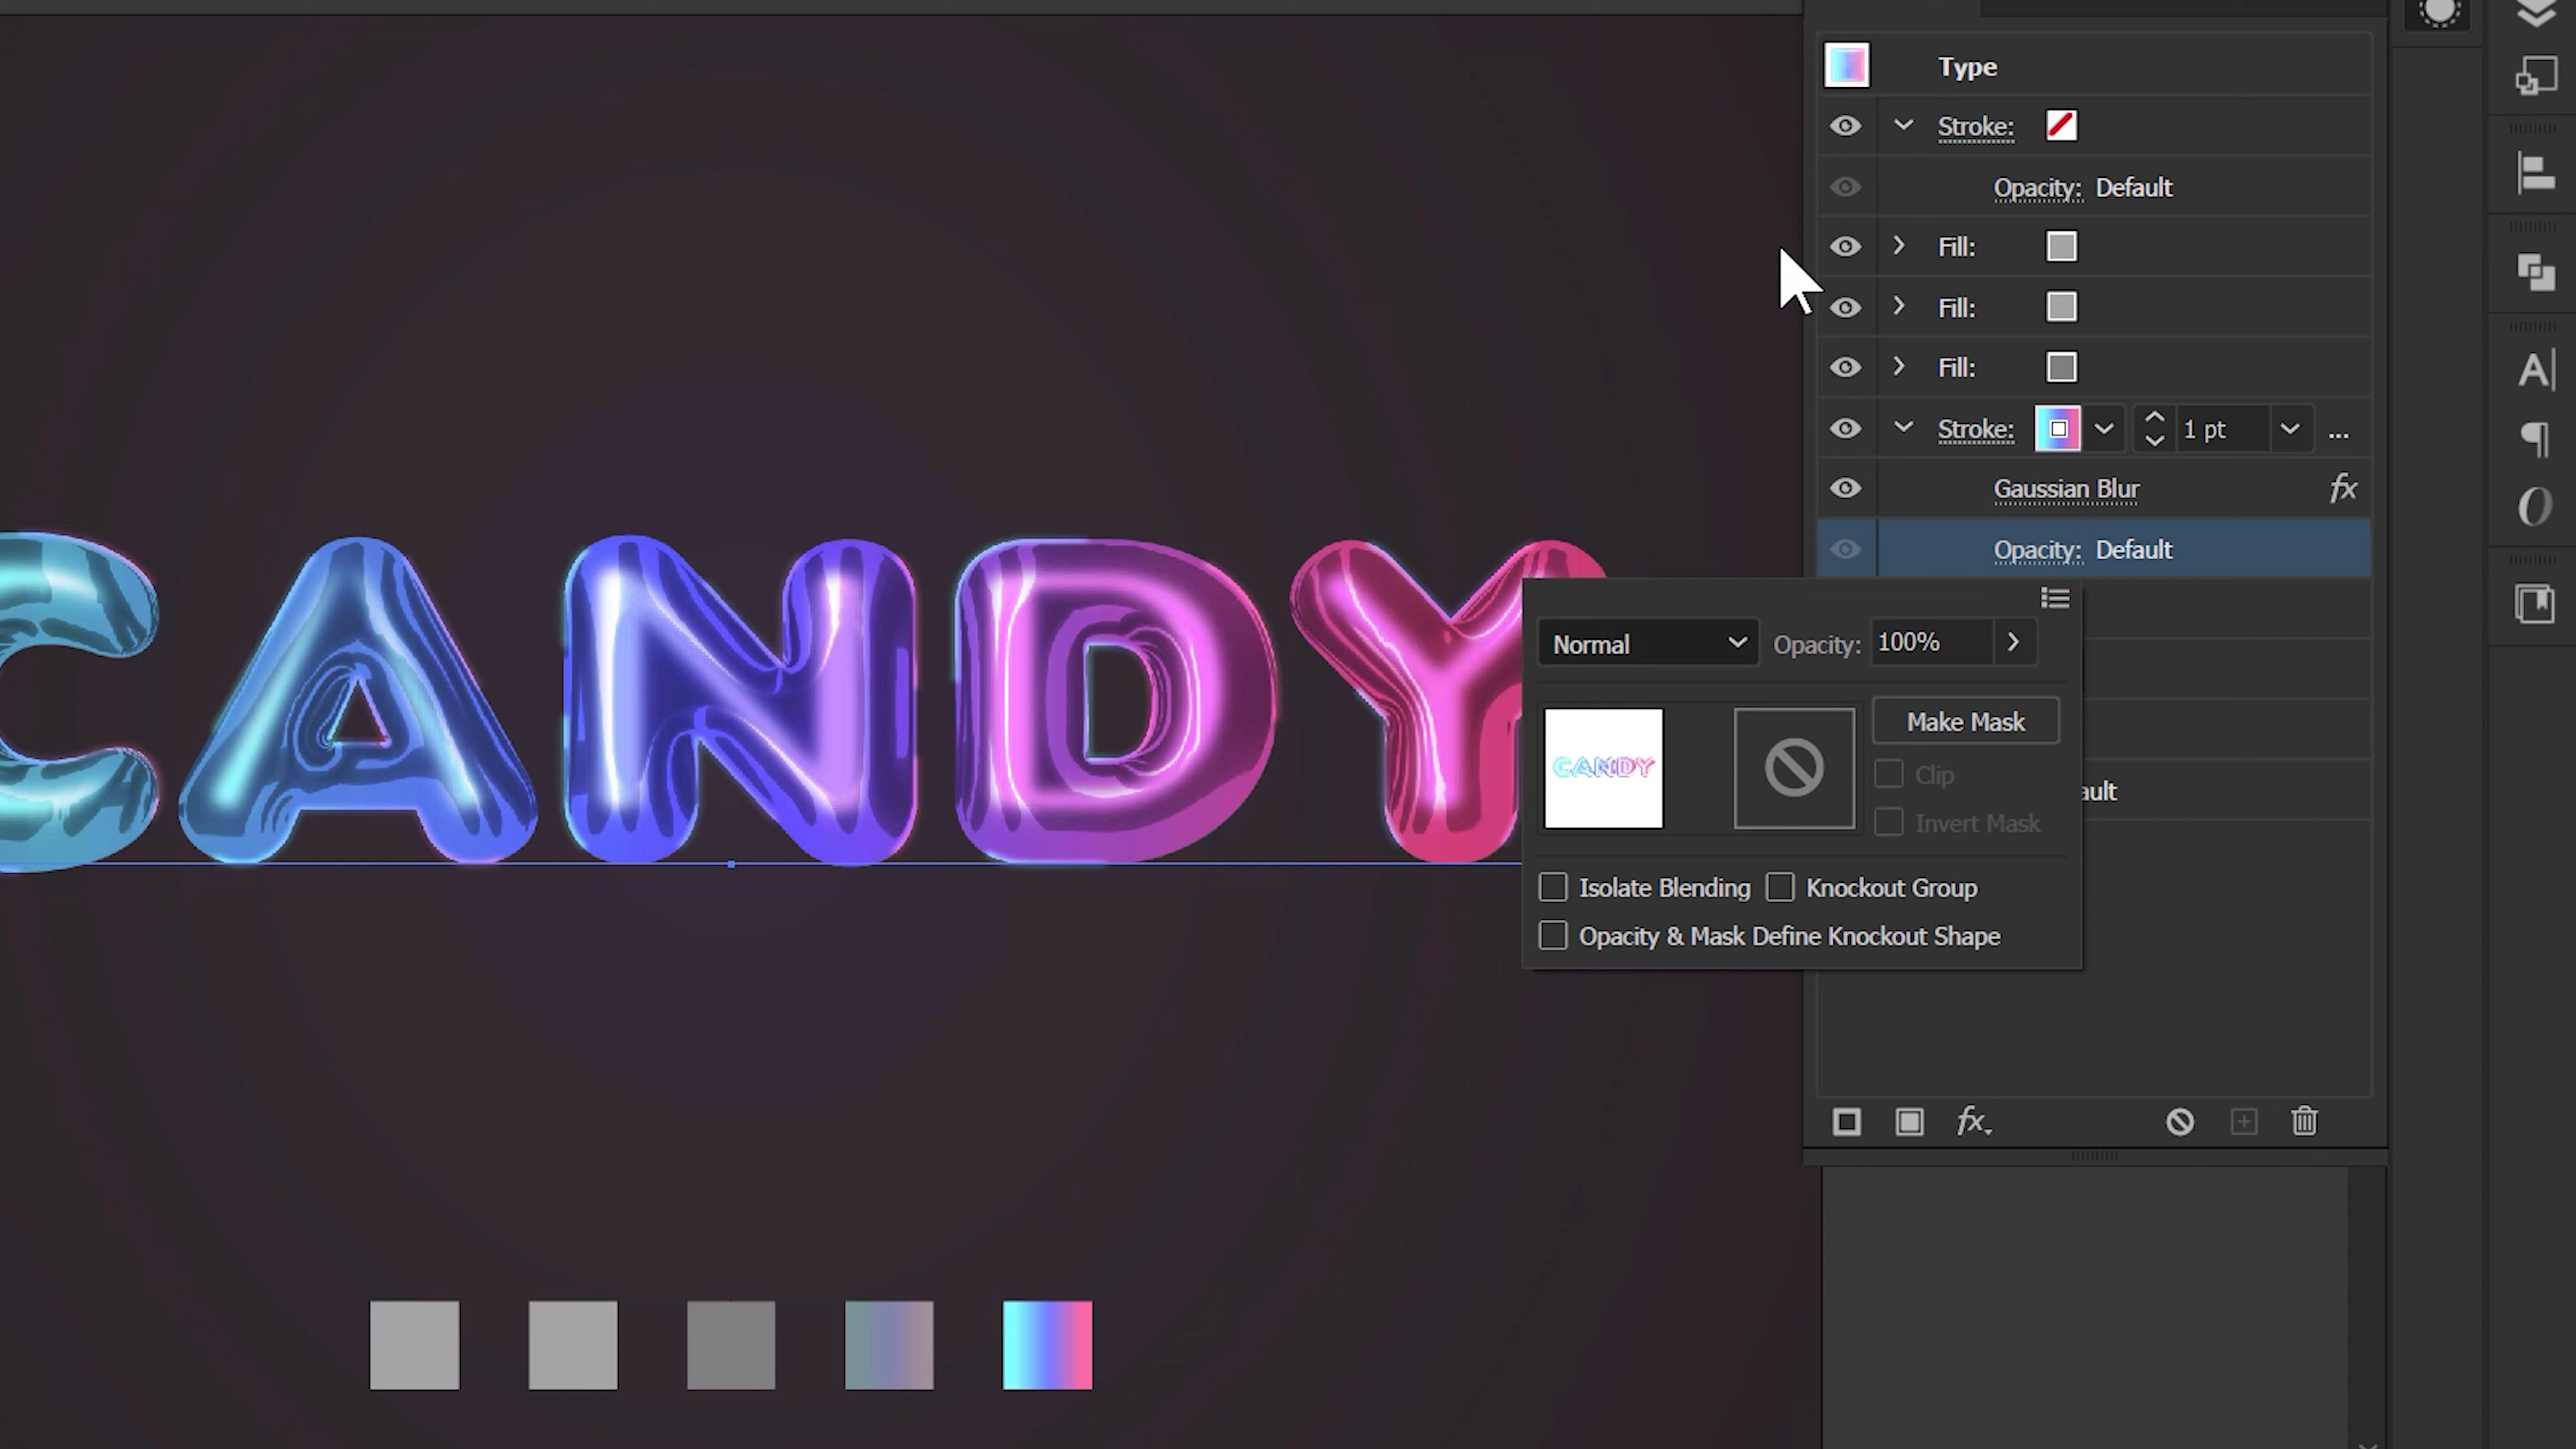 Type
Stroke:
Opacity: Default
Fill:
Fill:
Fill:
Stroke: 1 pt ...
Gaussian Blur fx
Opacity: Default
CANDY
Normal Opacity: 100%
Make Mask
CANDY
Clip
Invert Mask
ault
Isolate Blending Knockout Group
Opacity & Mask Define Knockout Shape
fx